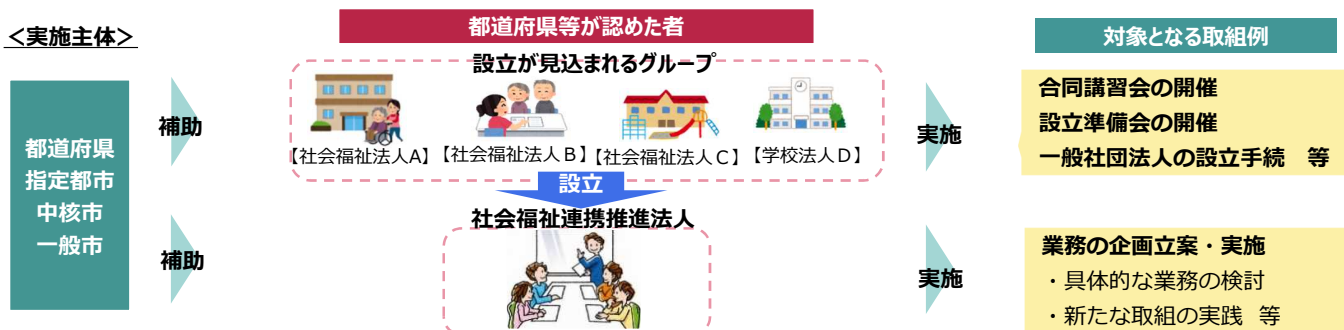 <実施主体>
都道府県
指定都市
中核市
一般市
補助
補助
都道府県等が認めた者
設立が見込まれるグループ
【社会福祉法人A】
【社会福祉法人B】
【社会福祉法人C】
【学校法人D】
設立
社会福祉連携推進法人
実施
実施
対象となる取組例
合同講習会の開催
設立準備会の開催
一般社団法人の設立手続　等
業務の企画立案・実施
・具体的な業務の検討
・新たな取組の実践　等